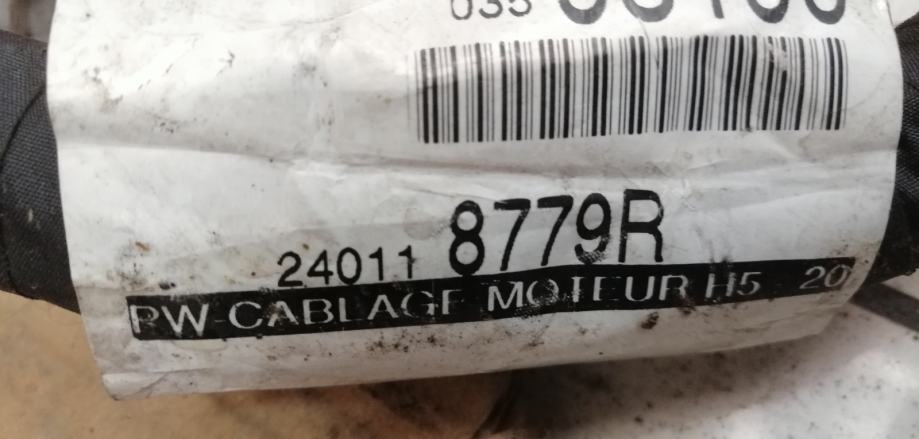 035
24011 8779R
PW-CABLAGE MOTEUR H5 20